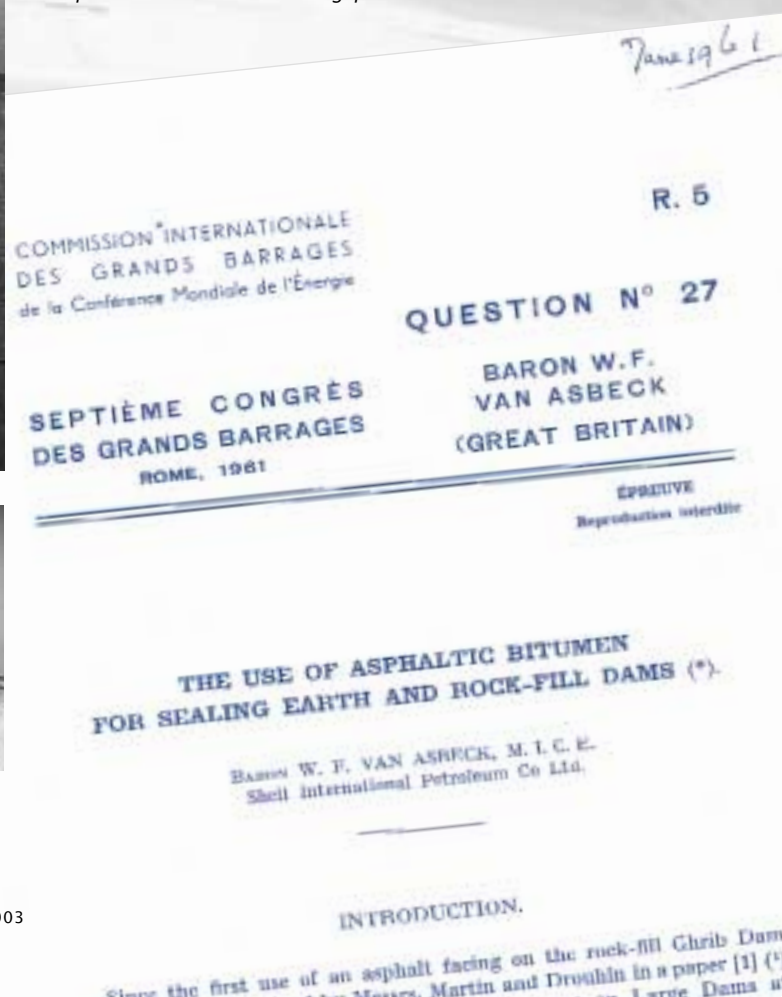 June 1961
R. 5
COMMISSION INTERNATIONALE
DES GRANDS BARRAGES
de la Conférence Mondiale de l'Énergie
QUESTION Nº 27
BARON W.F.
VAN ASBECK
(GREAT BRITAIN)
SEPTIÈME CONGRÈS
DES GRANDS BARRAGES
ROME, 1961
ÉPREUVE
Reproduction interdite
THE USE OF ASPHALTIC BITUMEN
FOR SEALING EARTH AND ROCK-FILL DAMS (*).
BARON W. F. VAN ASBECK, M. I. C. E.
Shell International Petroleum Co Ltd.
003
INTRODUCTION.
Since the first use of an asphalt facing on the rock-fill Ghrib Dam
Martin and Drouhin in a paper [1]
Large Dams